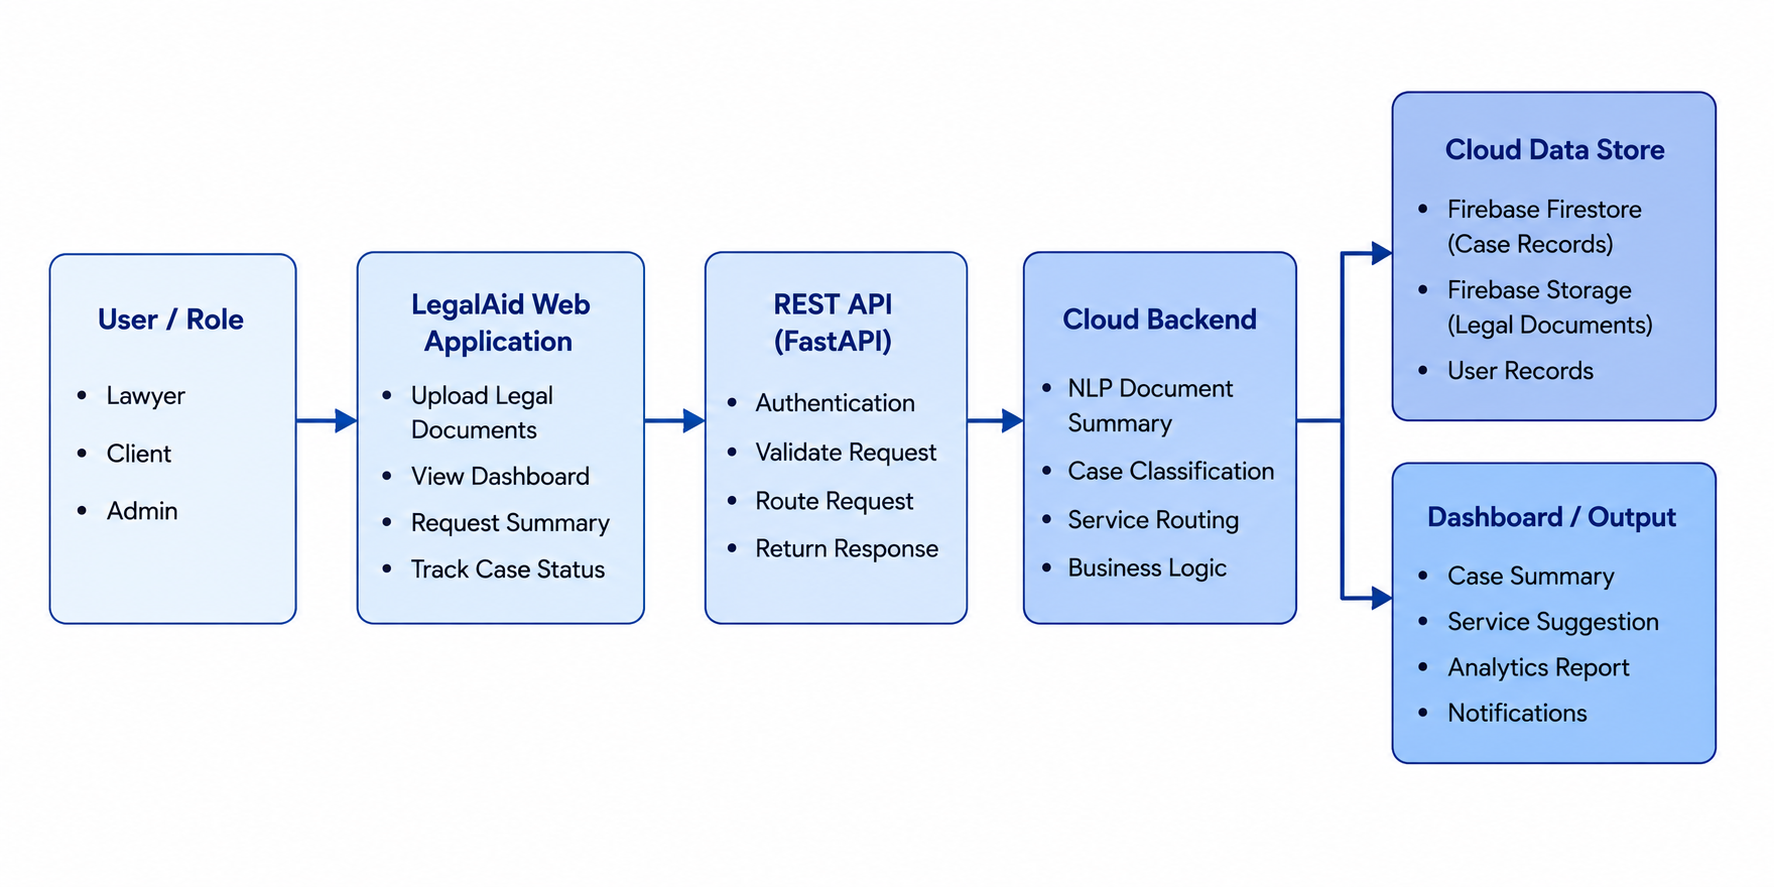 User / Role
• Lawyer
• Client
• Admin
LegalAid Web
Application
• Upload Legal
Documents
• View Dashboard
• Request Summary
• Track Case Status
REST API
(FastAPI)
• Authentication
• Validate Request
• Route Request
• Return Response
Cloud Backend
• NLP Document
Summary
• Case Classification
• Service Routing
• Business Logic
Cloud Data Store
• Firebase Firestore
(Case Records)
• Firebase Storage
(Legal Documents)
• User Records
Dashboard / Output
• Case Summary
• Service Suggestion
• Analytics Report
• Notifications